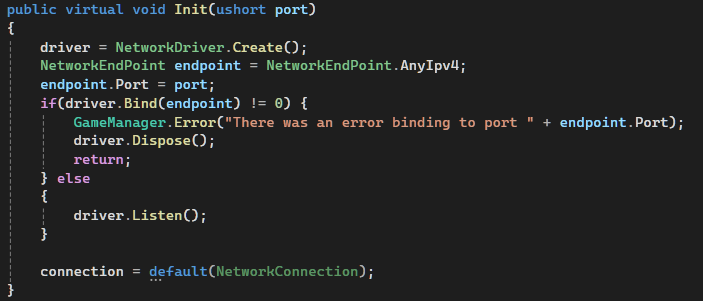 public virtual void Init(ushort port)
{
    driver = NetworkDriver.Create();
    NetworkEndPoint endpoint = NetworkEndPoint.AnyIpv4;
    endpoint.Port = port;
    if(driver.Bind(endpoint) != 0) {
        GameManager.Error("There was an error binding to port " + endpoint.Port);
        driver.Dispose();
        return;
    } else
    {
        driver.Listen();
    }

    connection = default(NetworkConnection);
}